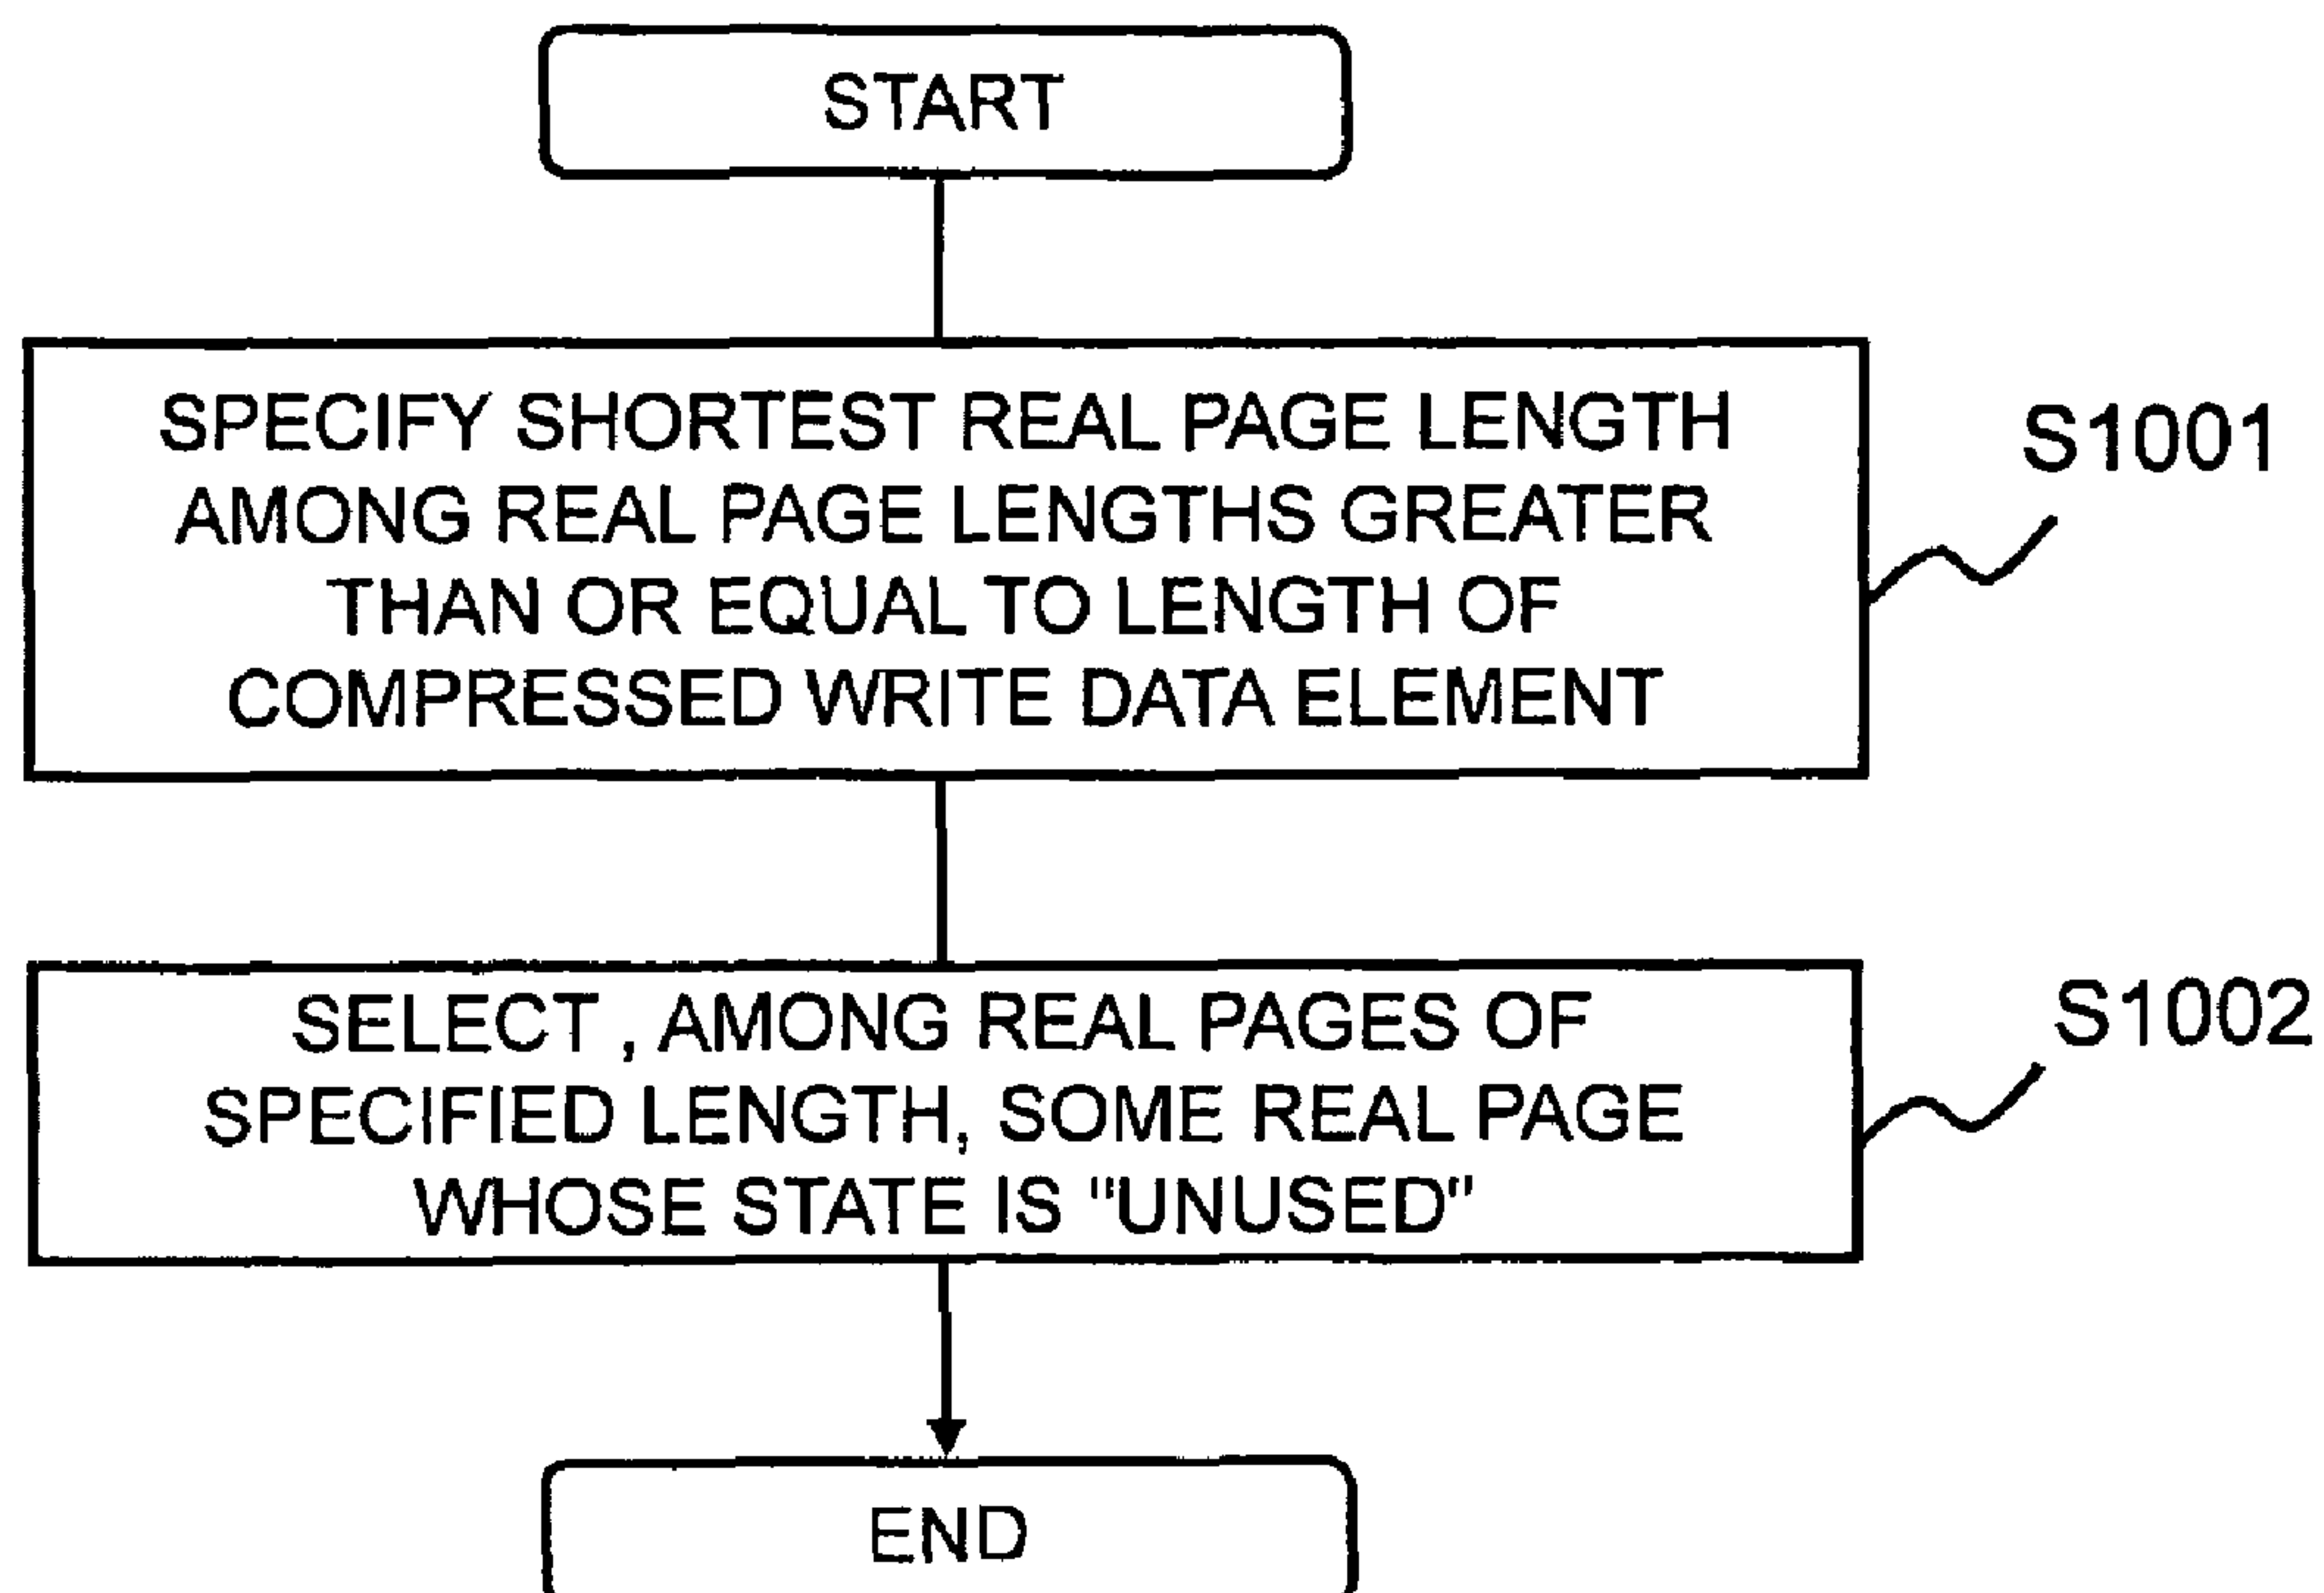 START
SPECIFY SHORTEST REAL PAGE LENGTH
AMONG REAL PAGE LENGTHS GREATER
THAN OR EQUAL TO LENGTH OF
COMPRESSED WRITE DATA ELEMENT
S1001
SELECT , AMONG REAL PAGES OF
SPECIFIED LENGTH, SOME REAL PAGE
WHOSE STATE IS "UNUSED"
S1002
END